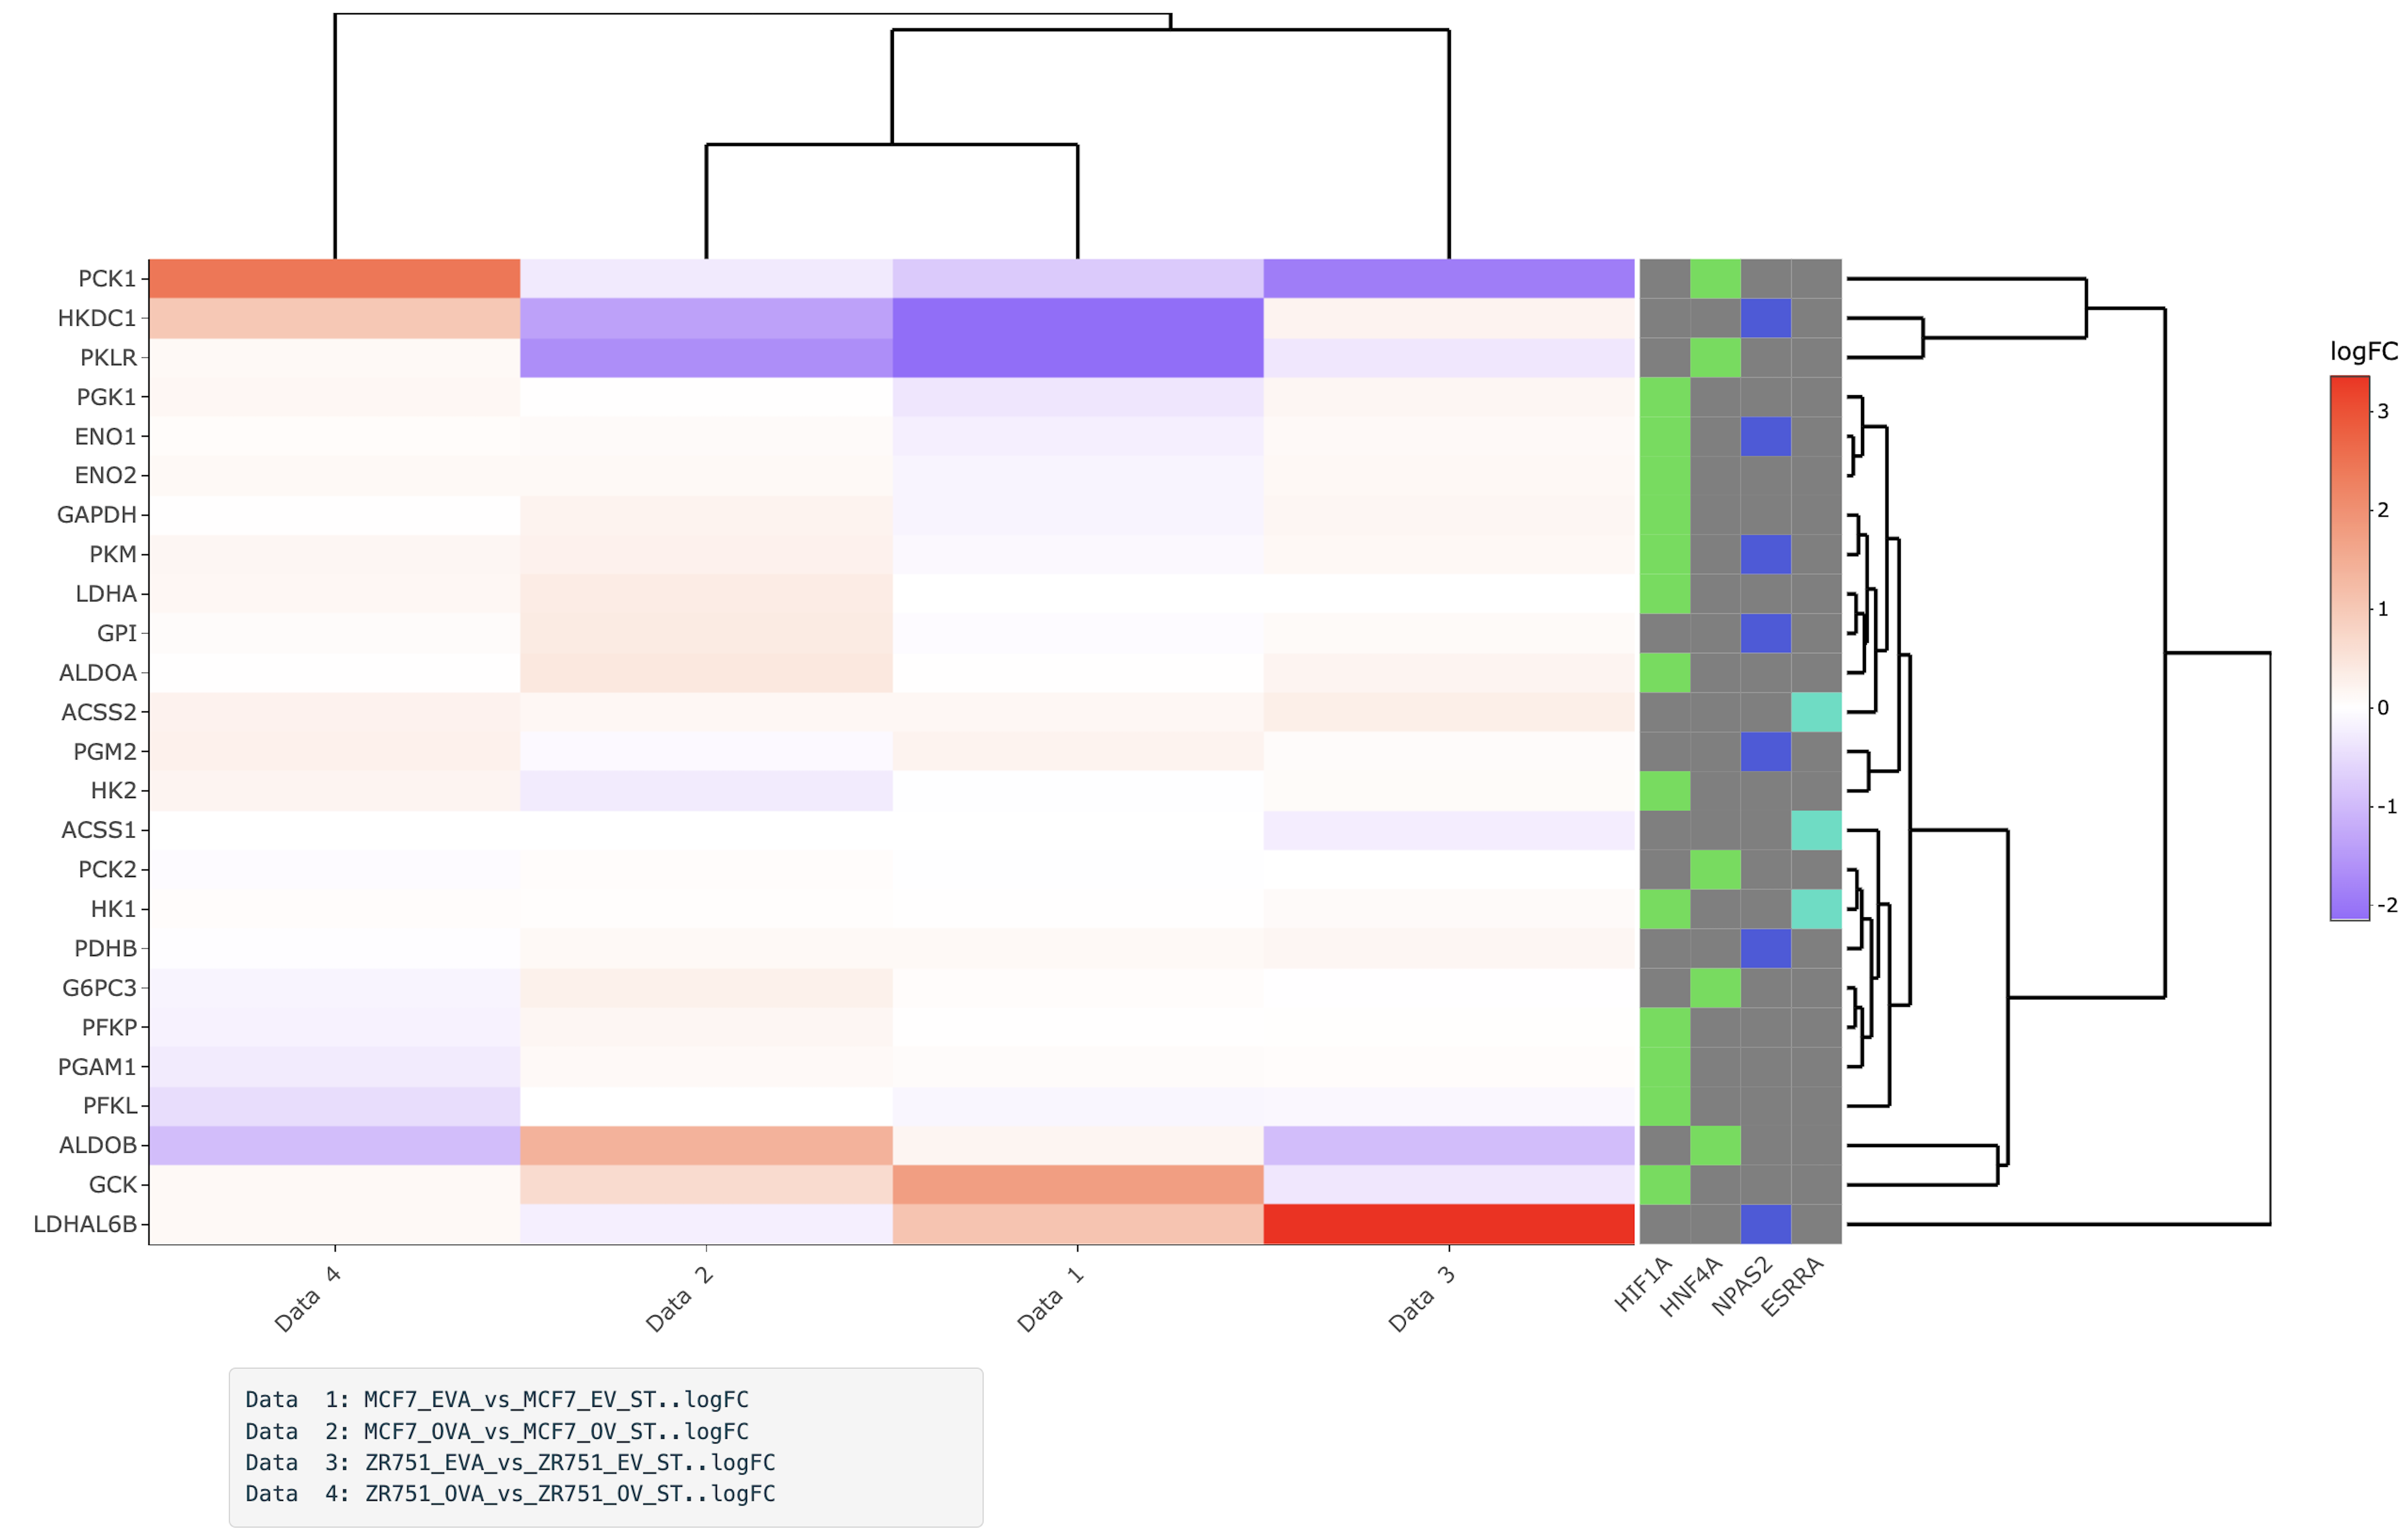 PCK1
HKDC1
PKLR
PGK1
ENO1
ENO2
GAPDH
PKM
LDHA
GPI
ALDOA
ACSS2
PGM2
HK2
ACSS1
PCK2
HK1
PDHB
G6PC3
PFKP
PGAM1
PFKL
ALDOB
GCK
LDHAL6B
Data 4
Data 2
Data 1
Data 3
HIF1A
HNF4A
NPAS2
ESRRA
logFC
3
2
1
0
-1
-2
Data  1: MCF7_EVA_vs_MCF7_EV_ST..logFC
Data  2: MCF7_OVA_vs_MCF7_OV_ST..logFC
Data  3: ZR751_EVA_vs_ZR751_EV_ST..logFC
Data  4: ZR751_OVA_vs_ZR751_OV_ST..logFC